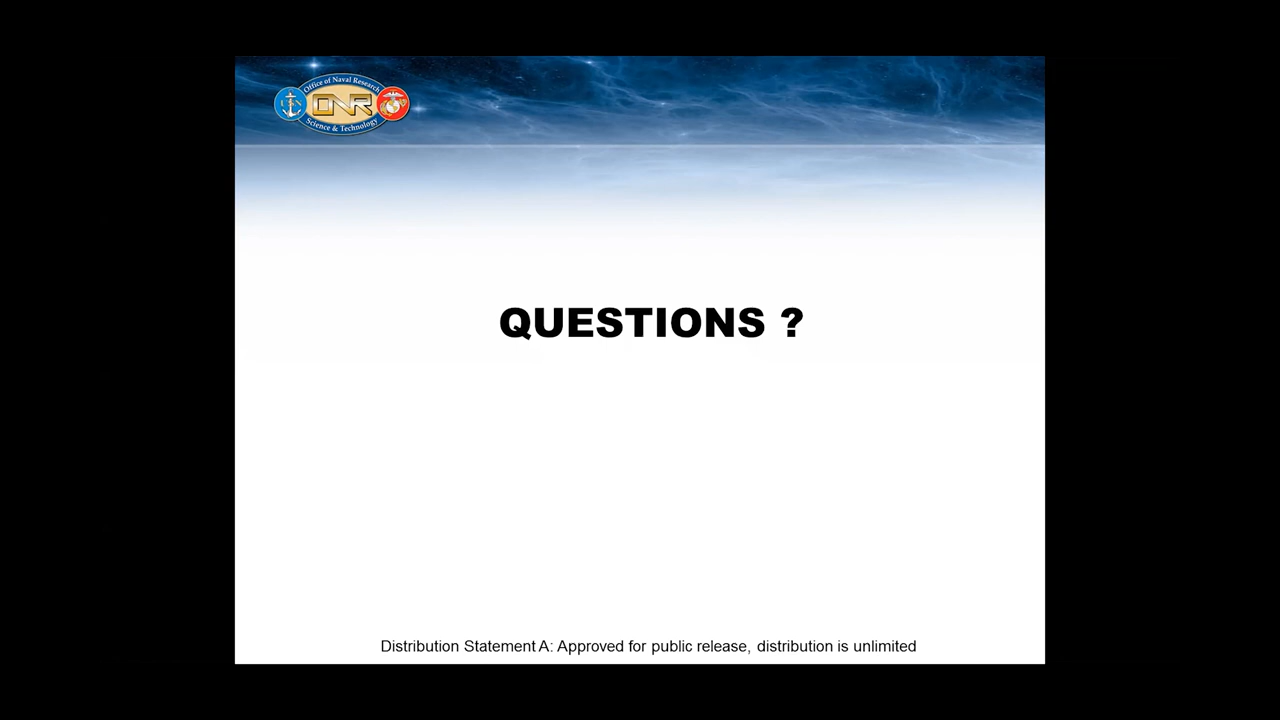 Office of Naval Research
ONR
Science & Technology
QUESTIONS ?
Distribution Statement A: Approved for public release, distribution is unlimited